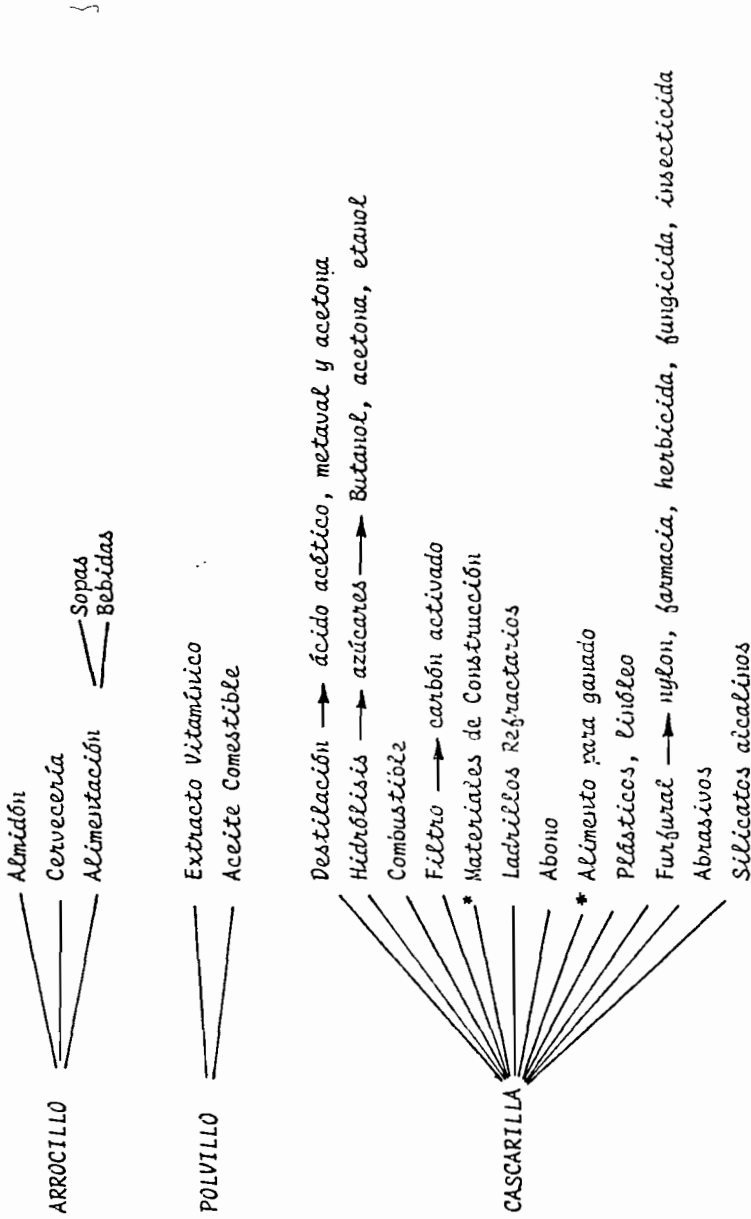 ARROCILLO
Almidón
Cervecería
Alimentación
Sopas
Bebidas
POLVILLO
Extracto Vitamínico
Aceite Comestible
CASCARILLA
Destilación → ácido acético, metaval y acetona
Hidrólisis → azúcares → Butanol, acetona, etanol
Combustible
Filtro → carbón activado
* Materiales de Construcción
Ladrillos Refractarios
Abono
* Alimento para ganado
Plásticos, linóleo
Furfural → nylon, farmacia, herbicida, fungicida, insecticida
Abrasivos
Silicatos alcalinos